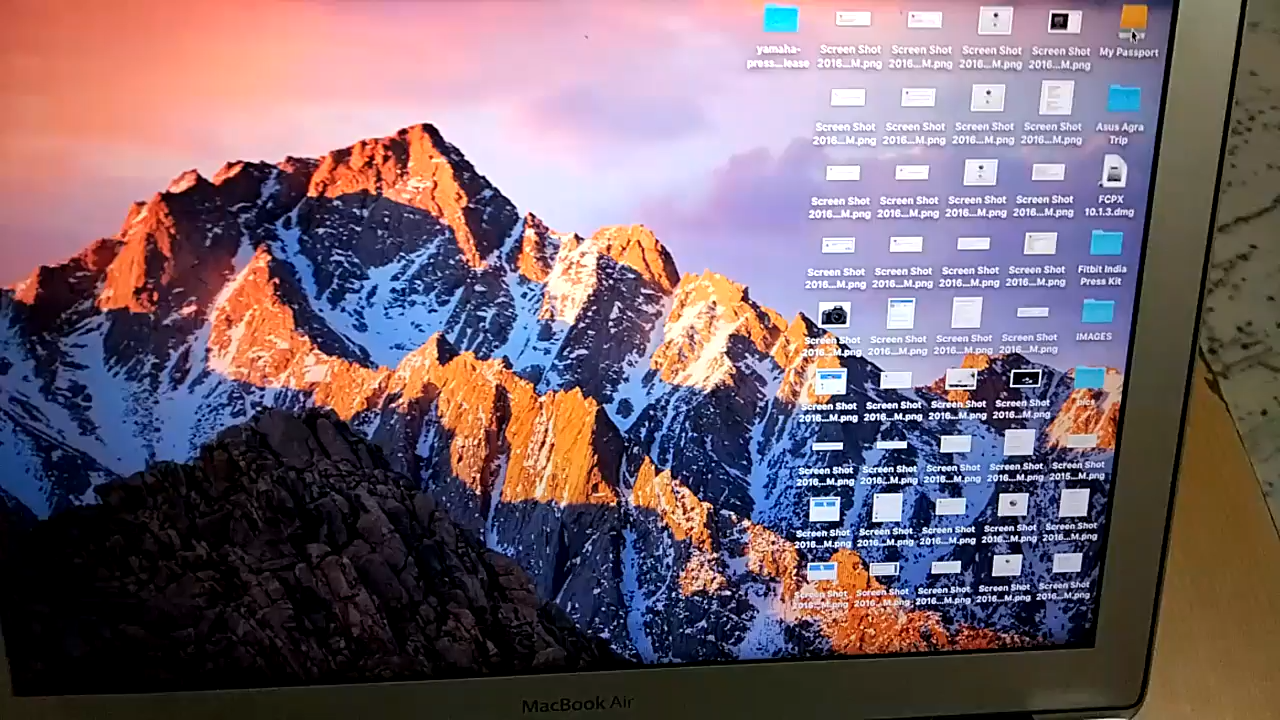 yamaha-
press...lease
Screen Shot
2016...M.png
Screen Shot
2016...M.png
Screen Shot
2016...M.png
Screen Shot
2016...M.png
My Passport
Screen Shot
2016...M.png
Screen Shot
2016...M.png
Screen Shot
2016...M.png
Screen Shot
2016...M.png
Asus Agra
Trip
Screen Shot
2016...M.png
Screen Shot
2016...M.png
Screen Shot
2016...M.png
Screen Shot
2016...M.png
FCPX
10.1.3.dmg
Screen Shot
2016...M.png
Screen Shot
2016...M.png
Screen Shot
2016...M.png
Screen Shot
2016...M.png
Fitbit India
Press Kit
Screen Shot
2016...M.png
Screen Shot
2016...M.png
Screen Shot
2016...M.png
Screen Shot
2016...M.png
IMAGES
Screen Shot
2016...M.png
Screen Shot
2016...M.png
Screen Shot
2016...M.png
Screen Shot
2016...M.png
pics
Screen Shot
2016...M.png
Screen Shot
2016...M.png
Screen Shot
2016...M.png
Screen Shot
2016...M.png
Screen Shot
2015...M.png
Screen Shot
2016...M.png
Screen Shot
2016...M.png
Screen Shot
2016...M.png
Screen Shot
2016...M.png
Screen Shot
2016...M.png
Screen Shot
2016...M.png
Screen Shot
2016...M.png
Screen Shot
2016...M.png
Screen Shot
2016...M.png
Screen Shot
2016...M.png
MacBook Air